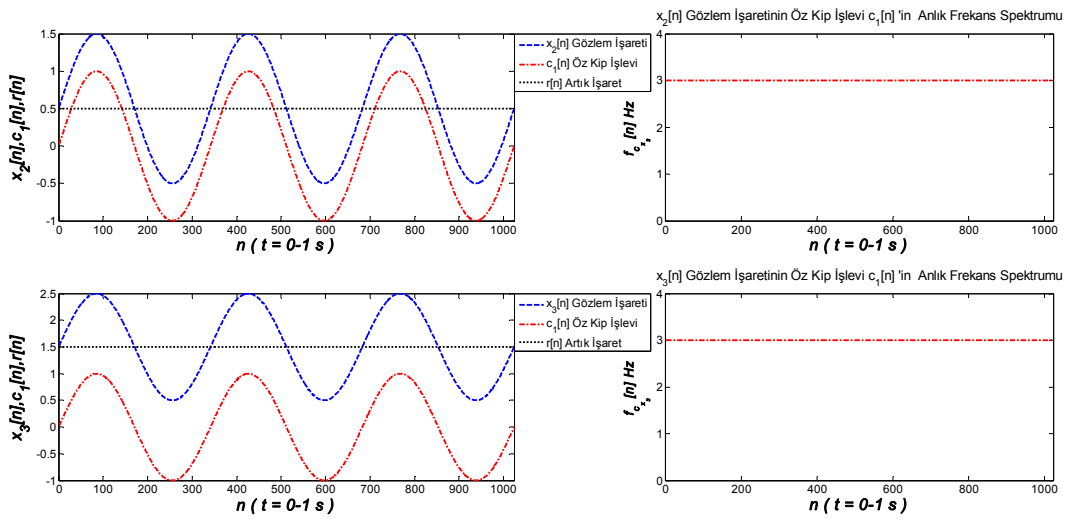 x2[n] Gözlem İşaretinin Öz Kip İşlevi c1[n] 'in Anlık Frekans Spektrumu
x2[n],c1[n],r[n]
1.5
1
0.5
0
-0.5
-1
0 100 200 300 400 500 600 700 800 900 1000
n ( t = 0-1 s )
x2[n] Gözlem İşareti
c1[n] Öz Kip İşlevi
r[n] Artık İşaret
4
3
2
1
0
0 200 400 600 800 1000
n ( t = 0-1 s )
x3[n] Gözlem İşaretinin Öz Kip İşlevi c1[n] 'in Anlık Frekans Spektrumu
x3[n],c1[n],r[n]
2.5
2
1.5
1
0.5
0
-0.5
-1
0 100 200 300 400 500 600 700 800 900 1000
n ( t = 0-1 s )
x3[n] Gözlem İşareti
c1[n] Öz Kip İşlevi
r[n] Artık İşaret
4
3
2
1
0
0 200 400 600 800 1000
n ( t = 0-1 s )